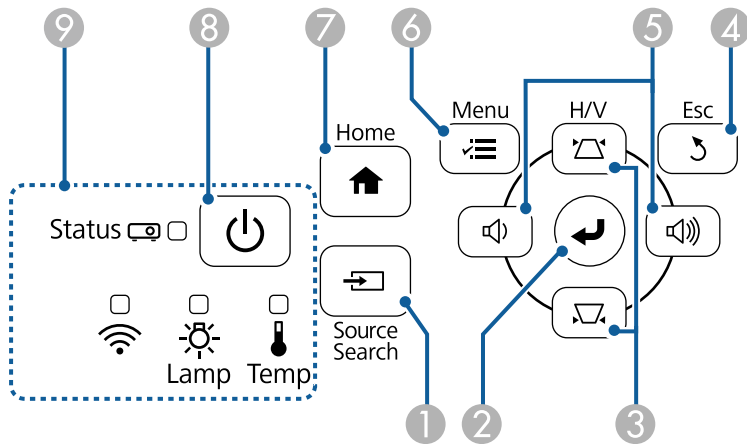 9 8 7 6 5 4
Menu H/V Esc
Home
Status
Source
Search
Lamp Temp
1 2 3